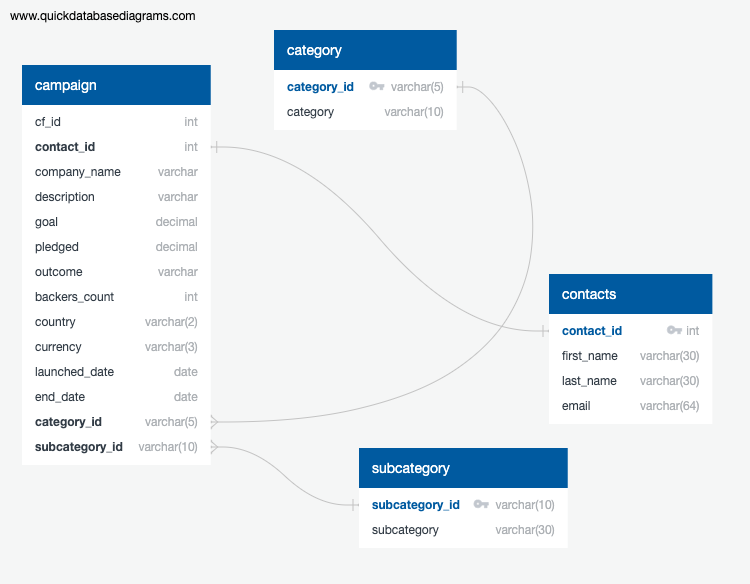 www.quickdatabasediagrams.com
campaign
cf_id int
contact_id int
company_name varchar
description varchar
goal decimal
pledged decimal
outcome varchar
backers_count int
country varchar(2)
currency varchar(3)
launched_date date
end_date date
category_id varchar(5)
subcategory_id varchar(10)
category
category_id varchar(5)
category varchar(10)
contacts
contact_id int
first_name varchar(30)
last_name varchar(30)
email varchar(64)
subcategory
subcategory_id varchar(10)
subcategory varchar(30)